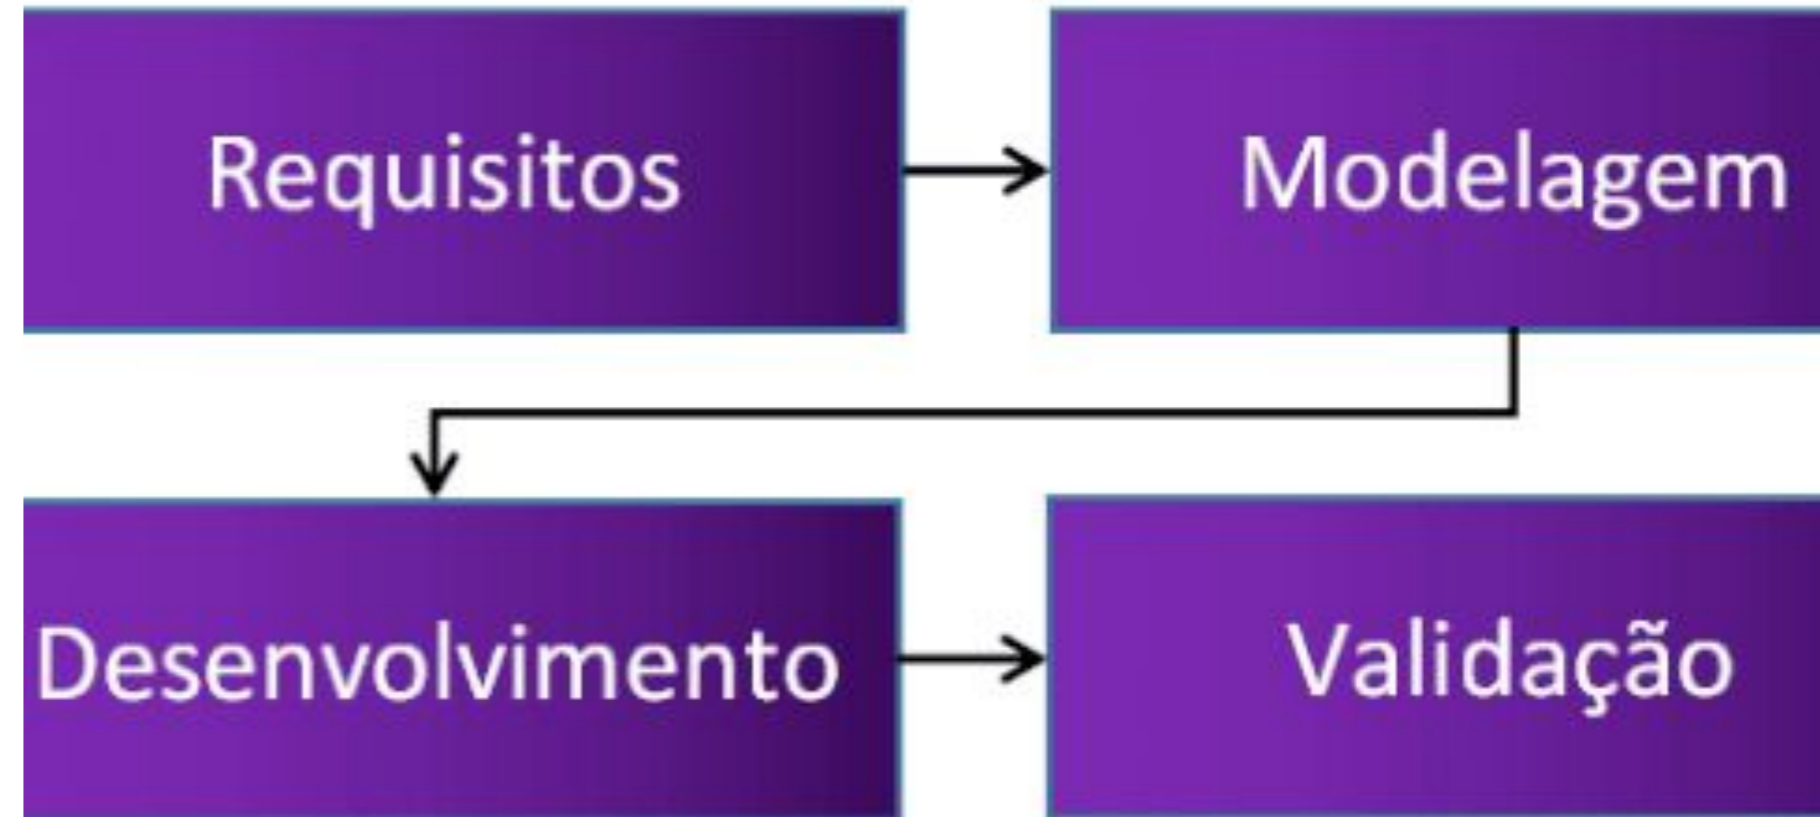 Requisitos
Modelagem
Desenvolvimento
Validação